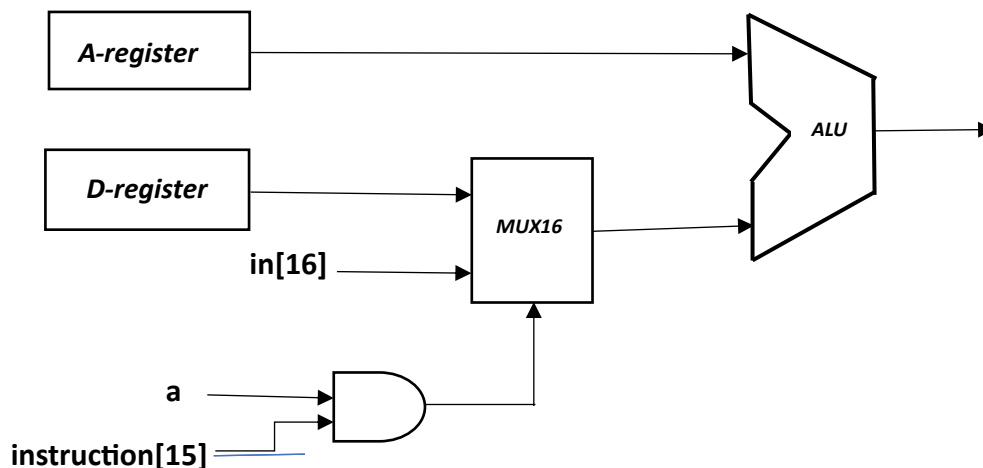 A-register
ALU
D-register
MUX16
in[16]
a
instruction[15]